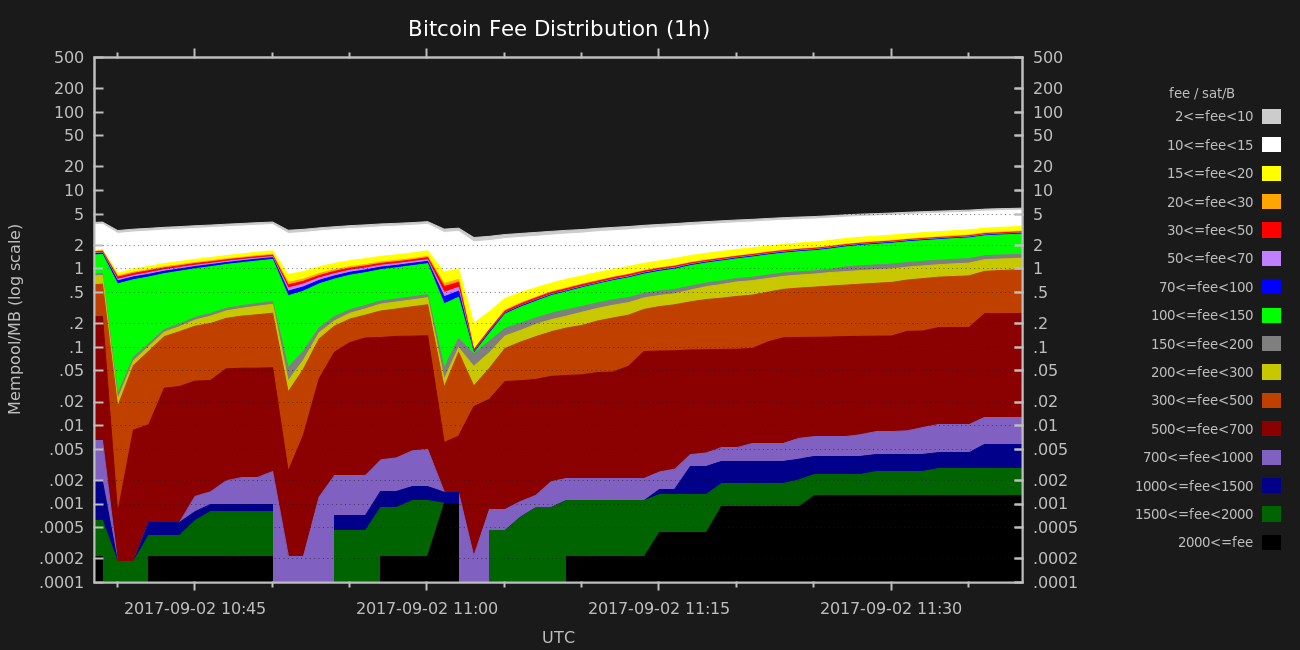 Bitcoin Fee Distribution (1h)
500
200
100
50
20
10
5
2
1
.5
.2
.1
.05
.02
.01
.005
.002
.001
.0005
.0002
.0001
Mempool/MB (log scale)
500
200
100
50
20
10
5
2
1
.5
.2
.1
.05
.02
.01
.005
.002
.001
.0005
.0002
.0001
2017-09-02 10:45
2017-09-02 11:00
2017-09-02 11:15
2017-09-02 11:30
UTC
fee / sat/B
2<=fee<10
10<=fee<15
15<=fee<20
20<=fee<30
30<=fee<50
50<=fee<70
70<=fee<100
100<=fee<150
150<=fee<200
200<=fee<300
300<=fee<500
500<=fee<700
700<=fee<1000
1000<=fee<1500
1500<=fee<2000
2000<=fee